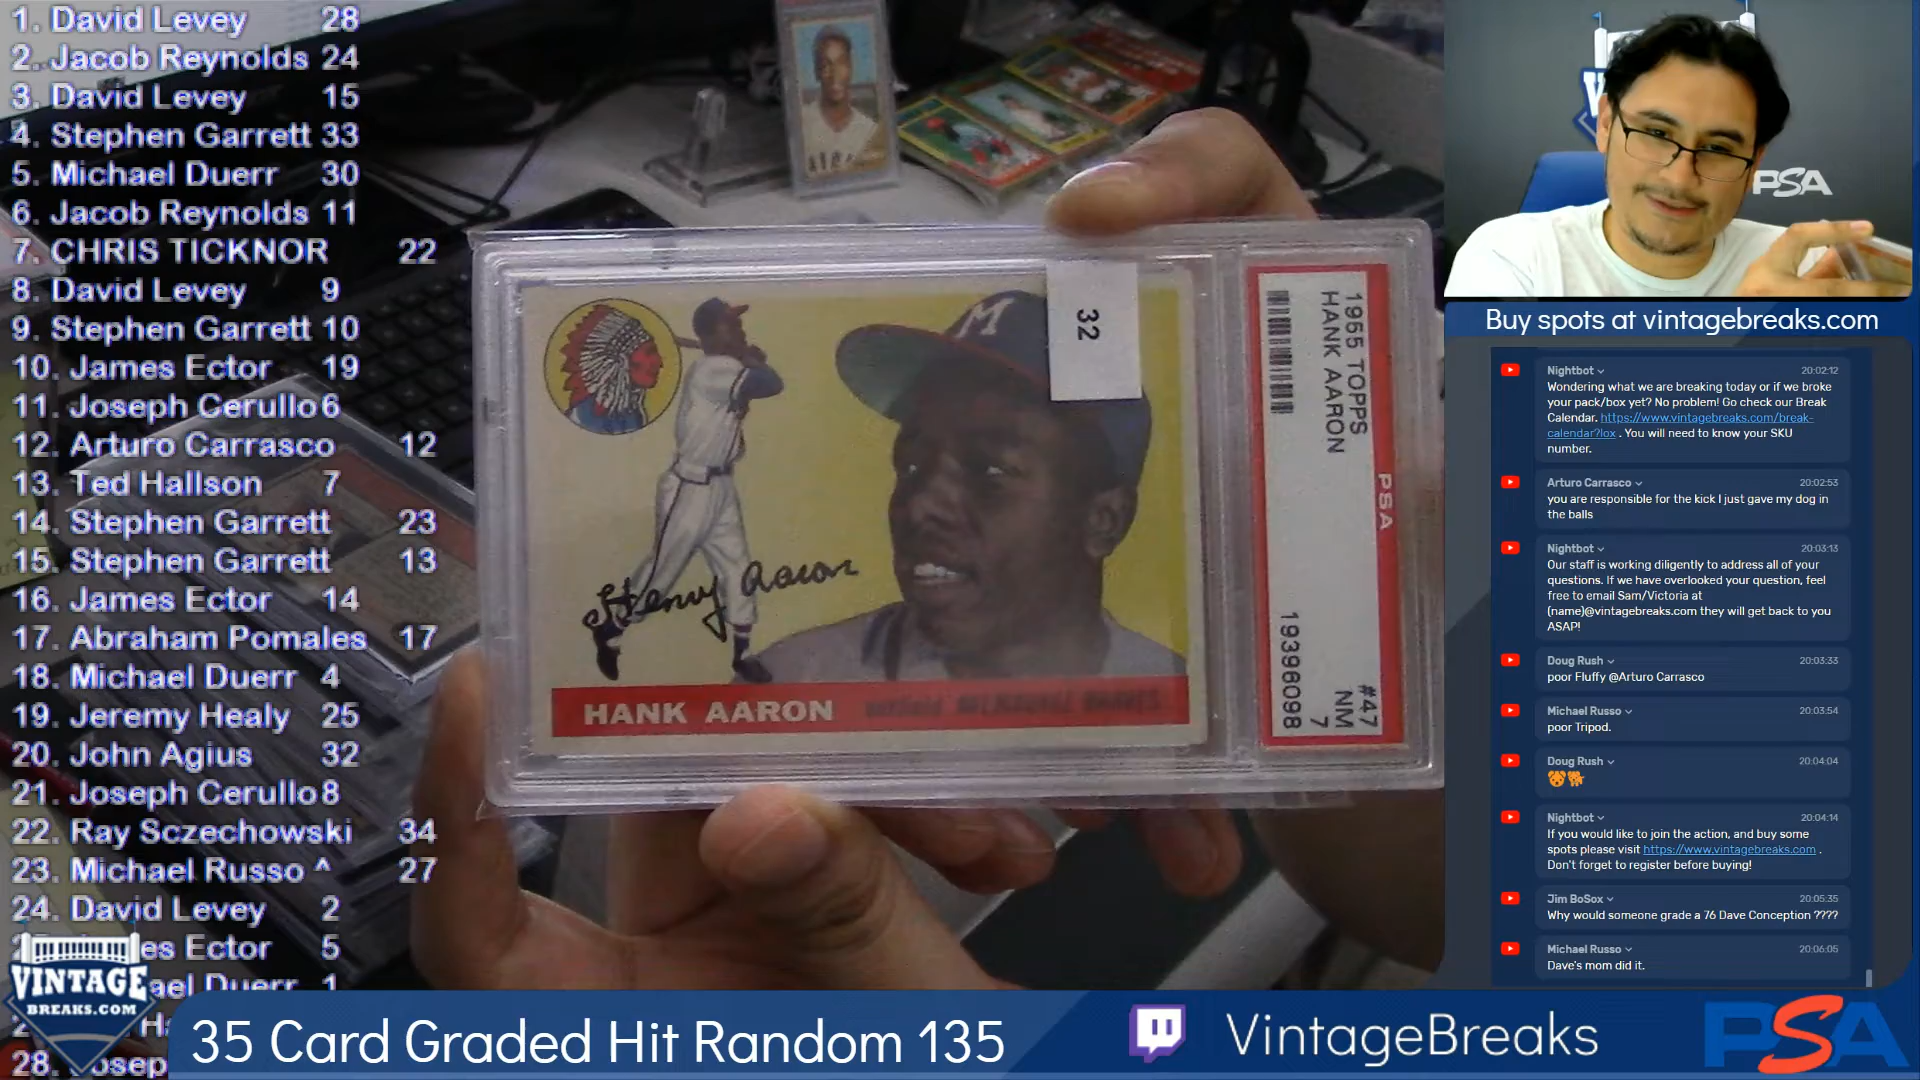 1. David Levey 28
2. Jacob Reynolds 24
3. David Levey 15
4. Stephen Garrett 33
5. Michael Duerr 30
6. Jacob Reynolds 11
7. CHRIS TICKNOR 22
8. David Levey 9
9. Stephen Garrett 10
10. James Ector 19
11. Joseph Cerullo 6
12. Arturo Carrasco 12
13. Ted Hallson 7
14. Stephen Garrett 23
15. Stephen Garrett 13
16. James Ector 14
17. Abraham Pomales 17
18. Michael Duerr 4
19. Jeremy Healy 25
20. John Agius 32
21. Joseph Cerullo 8
22. Ray Sczechowski 34
23. Michael Russo ^ 27
24. David Levey 2
es Ector 5
ael Duerr 1
28.
VINTAGE
BREAKS.COM
M
32
Henry Aaron
HANK AARON
1955 TOPPS
HANK AARON
PSA
#47
NM
7
19396098
PSA
Buy spots at vintagebreaks.com
Nightbot 20:02:12
Wondering what we are breaking today or if we broke
your pack/box yet? No problem! Go check our Break
Calendar. https://www.vintagebreaks.com/break-
calendar?lox . You will need to know your SKU
number.
Arturo Carrasco 20:02:53
you are responsible for the kick I just gave my dog in
the balls
Nightbot 20:03:13
Our staff is working diligently to address all of your
questions. If we have overlooked your question, feel
free to email Sam/Victoria at
(name)@vintagebreaks.com they will get back to you
ASAP!
Doug Rush 20:03:33
poor Fluffy @Arturo Carrasco
Michael Russo 20:03:54
poor Tripod.
Doug Rush 20:04:04
Nightbot 20:04:14
If you would like to join the action, and buy some
spots please visit https://www.vintagebreaks.com .
Don't forget to register before buying!
Jim BoSox 20:05:35
Why would someone grade a 76 Dave Conception ????
Michael Russo 20:06:05
Dave's mom did it.
35 Card Graded Hit Random 135
VintageBreaks
PSA